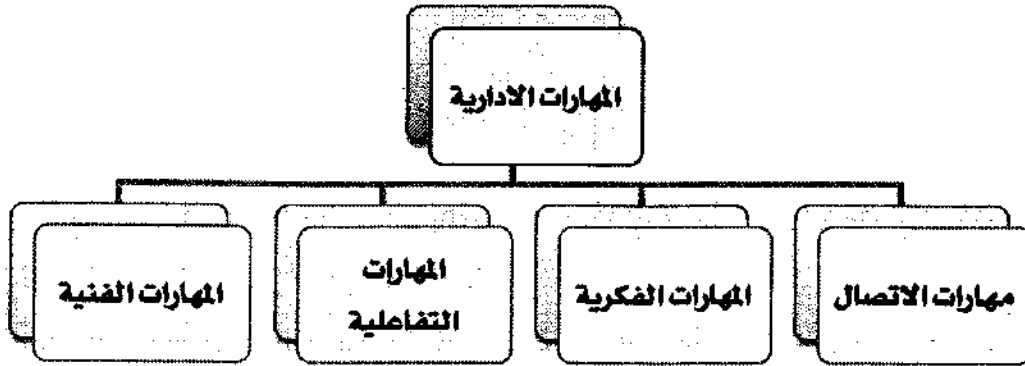 المهارات الادارية
مهارات الاتصال
المهارات الفكرية
المهارات
التفاعلية
المهارات الفنية